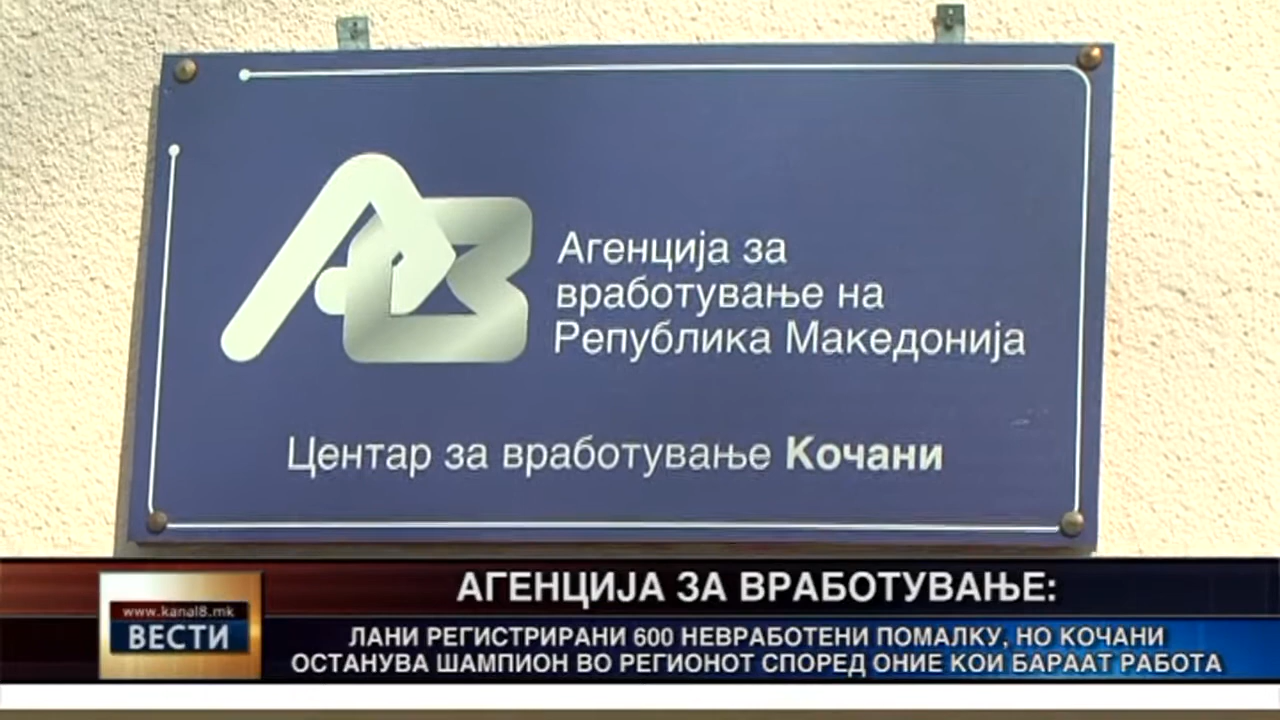 АЗ
Агенција за
вработување на
Република Македонија
Центар за вработување Кочани
АГЕНЦИЈА ЗА ВРАБОТУВАЊЕ:
www.kanal8.mk
ВЕСТИ
ЛАНИ РЕГИСТРИРАНИ 600 НЕВРАБОТЕНИ ПОМАЛКУ, НО КОЧАНИ
ОСТАНУВА ШАМПИОН ВО РЕГИОНОТ СПОРЕД ОНИЕ КОИ БАРААТ РАБОТА